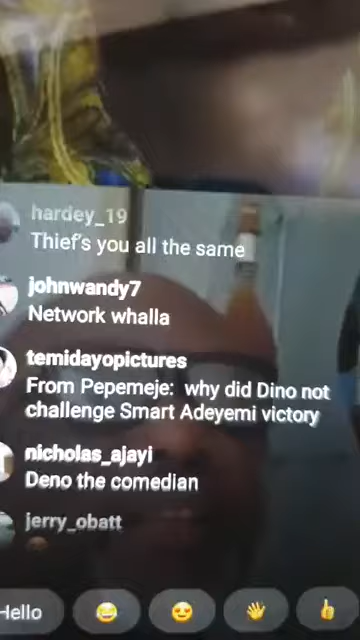 hardey_19
Thief's you all the same
johnwandy7
Network whalla
temidayopictures
From Pepemeje: why did Dino not
challenge Smart Adeyemi victory
nicholas_ajayi
Deno the comedian
jerry_obatt
Hello